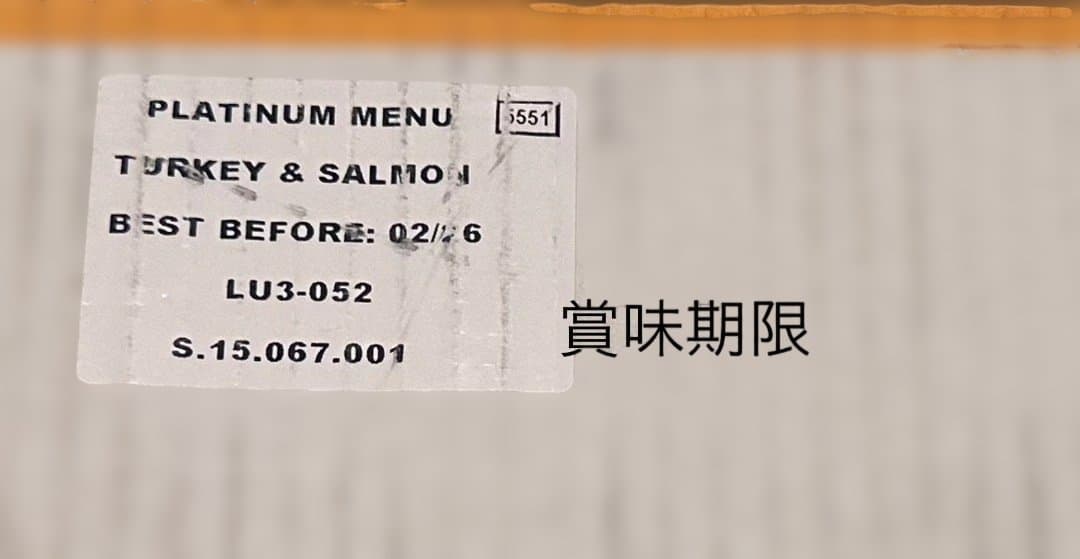 PLATINUM MENU
5551
TURKEY & SALMON
BEST BEFORE:
LU3-052
S.15.067.001
賞味期限